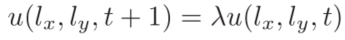 u(l_x, l_y, t + 1) = λu(l_x, l_y, t)